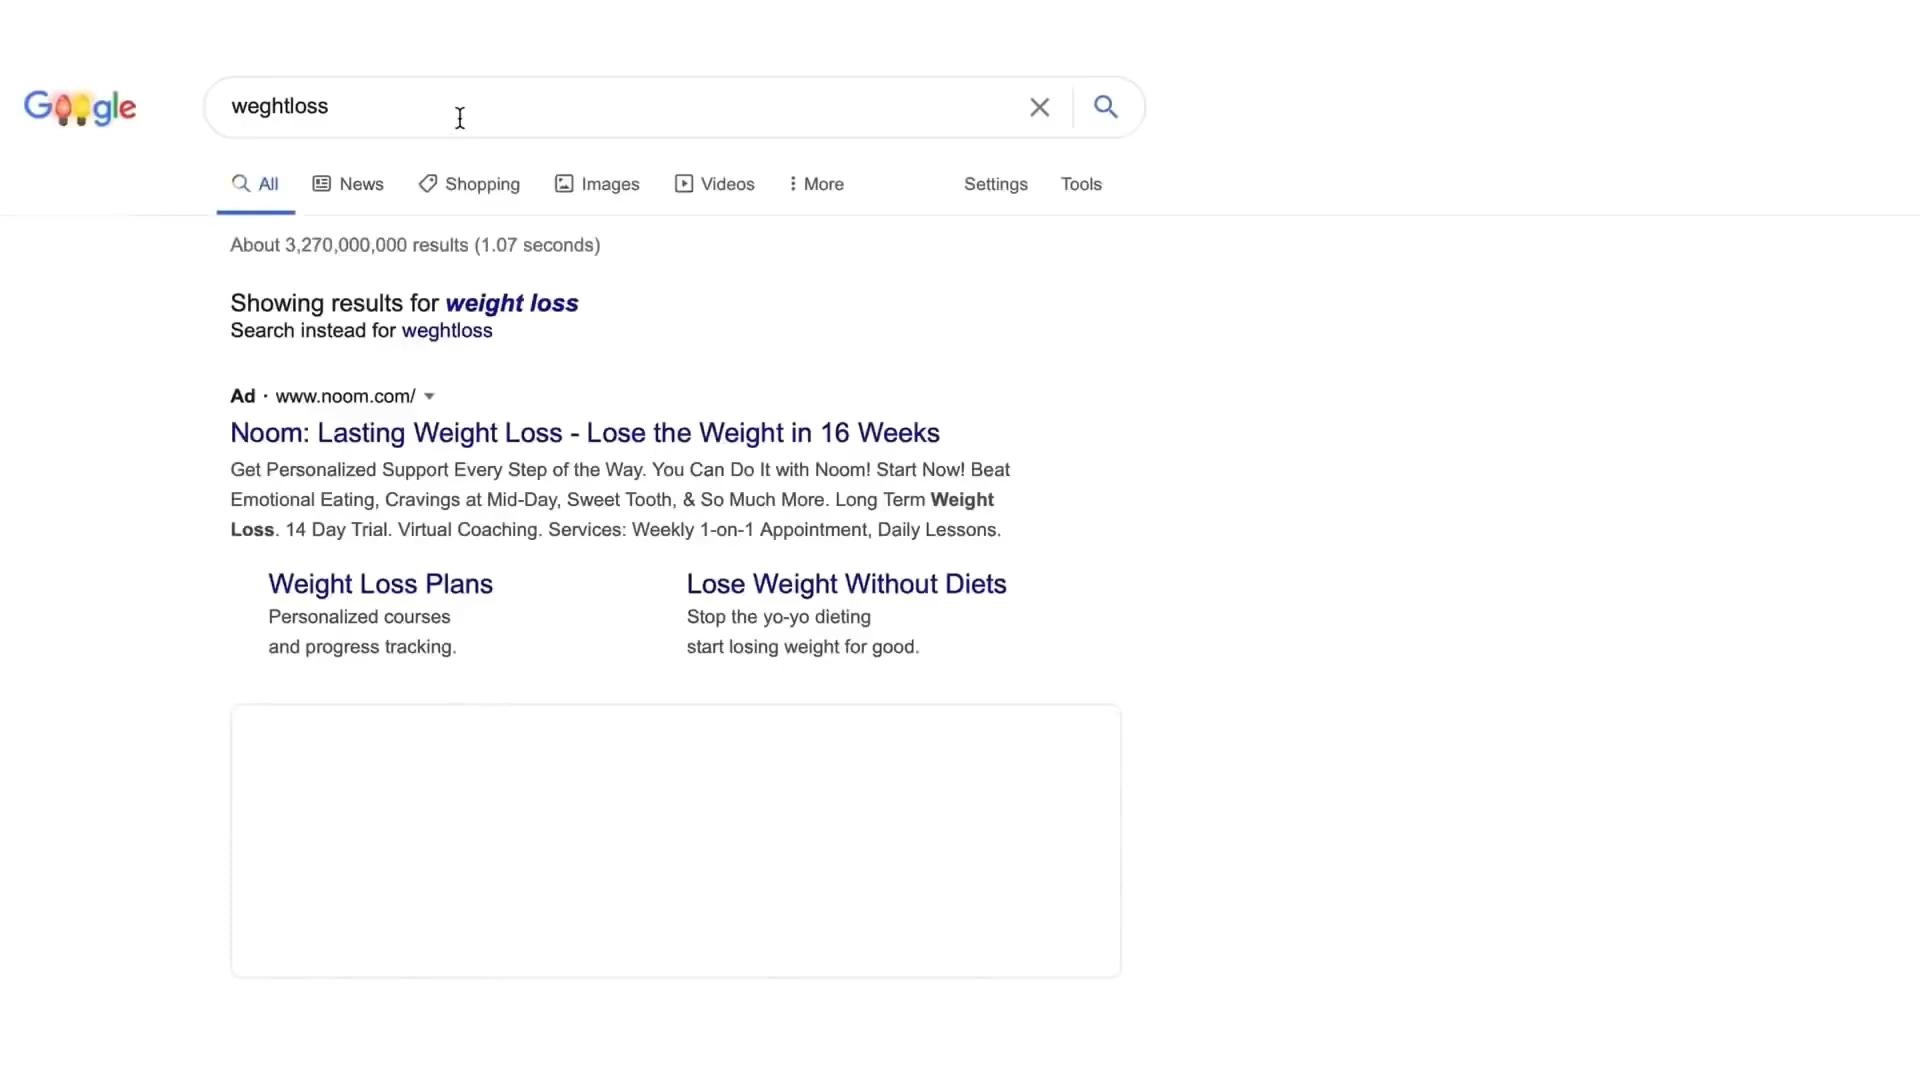 Google
weghtloss
All News Shopping Images Videos More Settings Tools
About 3,270,000,000 results (1.07 seconds)
Showing results for weight loss
Search instead for weghtloss
Ad · www.noom.com/
Noom: Lasting Weight Loss - Lose the Weight in 16 Weeks
Get Personalized Support Every Step of the Way. You Can Do It with Noom! Start Now! Beat
Emotional Eating, Cravings at Mid-Day, Sweet Tooth, & So Much More. Long Term Weight
Loss. 14 Day Trial. Virtual Coaching. Services: Weekly 1-on-1 Appointment, Daily Lessons.
Weight Loss Plans
Personalized courses
and progress tracking.
Lose Weight Without Diets
Stop the yo-yo dieting
start losing weight for good.